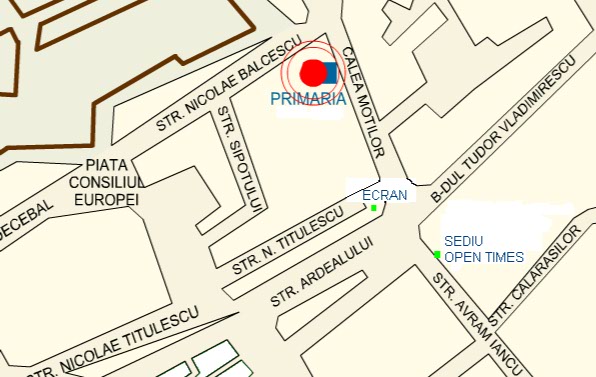 STR. NICOLAE BALCESCU
CALEA MOTILOR
PRIMARIA
B-DUL TUDOR VLADIMIRESCU
STR. SIPOTULUI
PIATA
CONSILIUL
EUROPEI
ECRAN
DECEBAL
STR. N. TITULESCU
SEDIU
OPEN TIMES
STR. ARDEALULUI
STR. CALARASILOR
STR. AVRAM IANCU
STR. NICOLAE TITULESCU